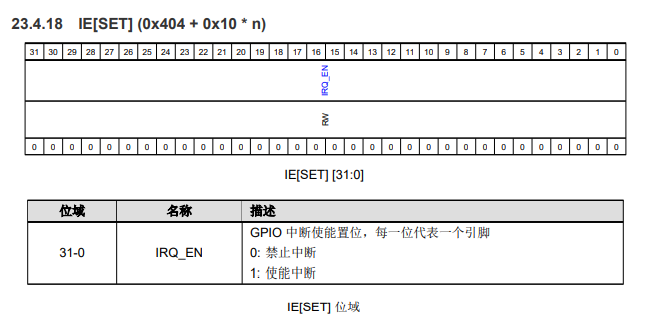 23.4.18 IE[SET] (0x404 + 0x10 * n)
31 30 29 28 27 26 25 24 23 22 21 20 19 18 17 16 15 14 13 12 11 10 9 8 7 6 5 4 3 2 1 0
IRQ_EN
RW
0 0 0 0 0 0 0 0 0 0 0 0 0 0 0 0 0 0 0 0 0 0 0 0 0 0 0 0 0 0 0 0
IE[SET] [31:0]
位域 名称 描述
GPIO 中断使能置位，每一位代表一个引脚
31-0 IRQ_EN 0: 禁止中断
1: 使能中断
IE[SET] 位域